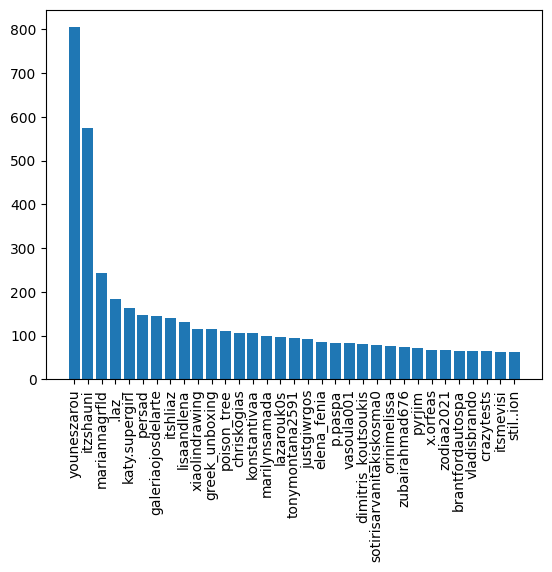 800
700
600
500
400
300
200
100
0
youneszarou
itzshauni
mariannagrfld
.laz_
katy.supergirl
persad
galeriaojosdelarte
itshliaz
lisaandlena
xiaolindrawing
greek_unboxing
poison_tree
chriskogias
konstantivaa
marilynsamada
lazaroukos
tonymontana2591
justgiwrgos
elena_fenia
p.paspa
vasoula001
dimitris_koutsoukis
sotirisarvanitakiskosma0
orinimelissa
zubairahmad676
pyrjim
x.orfeas
zodiaa2021
brantfordautospa
vladisbrando
crazytests
itsmevisi
stil..ion